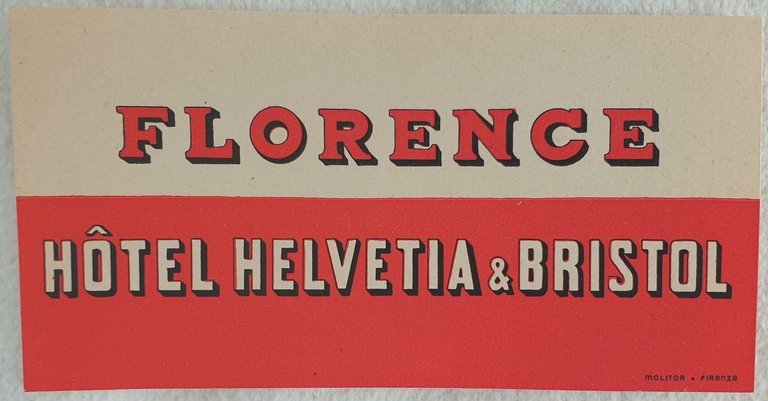 FLORENCE
HÔTEL HELVETIA & BRISTOL
MOLITOR • FIRENZE